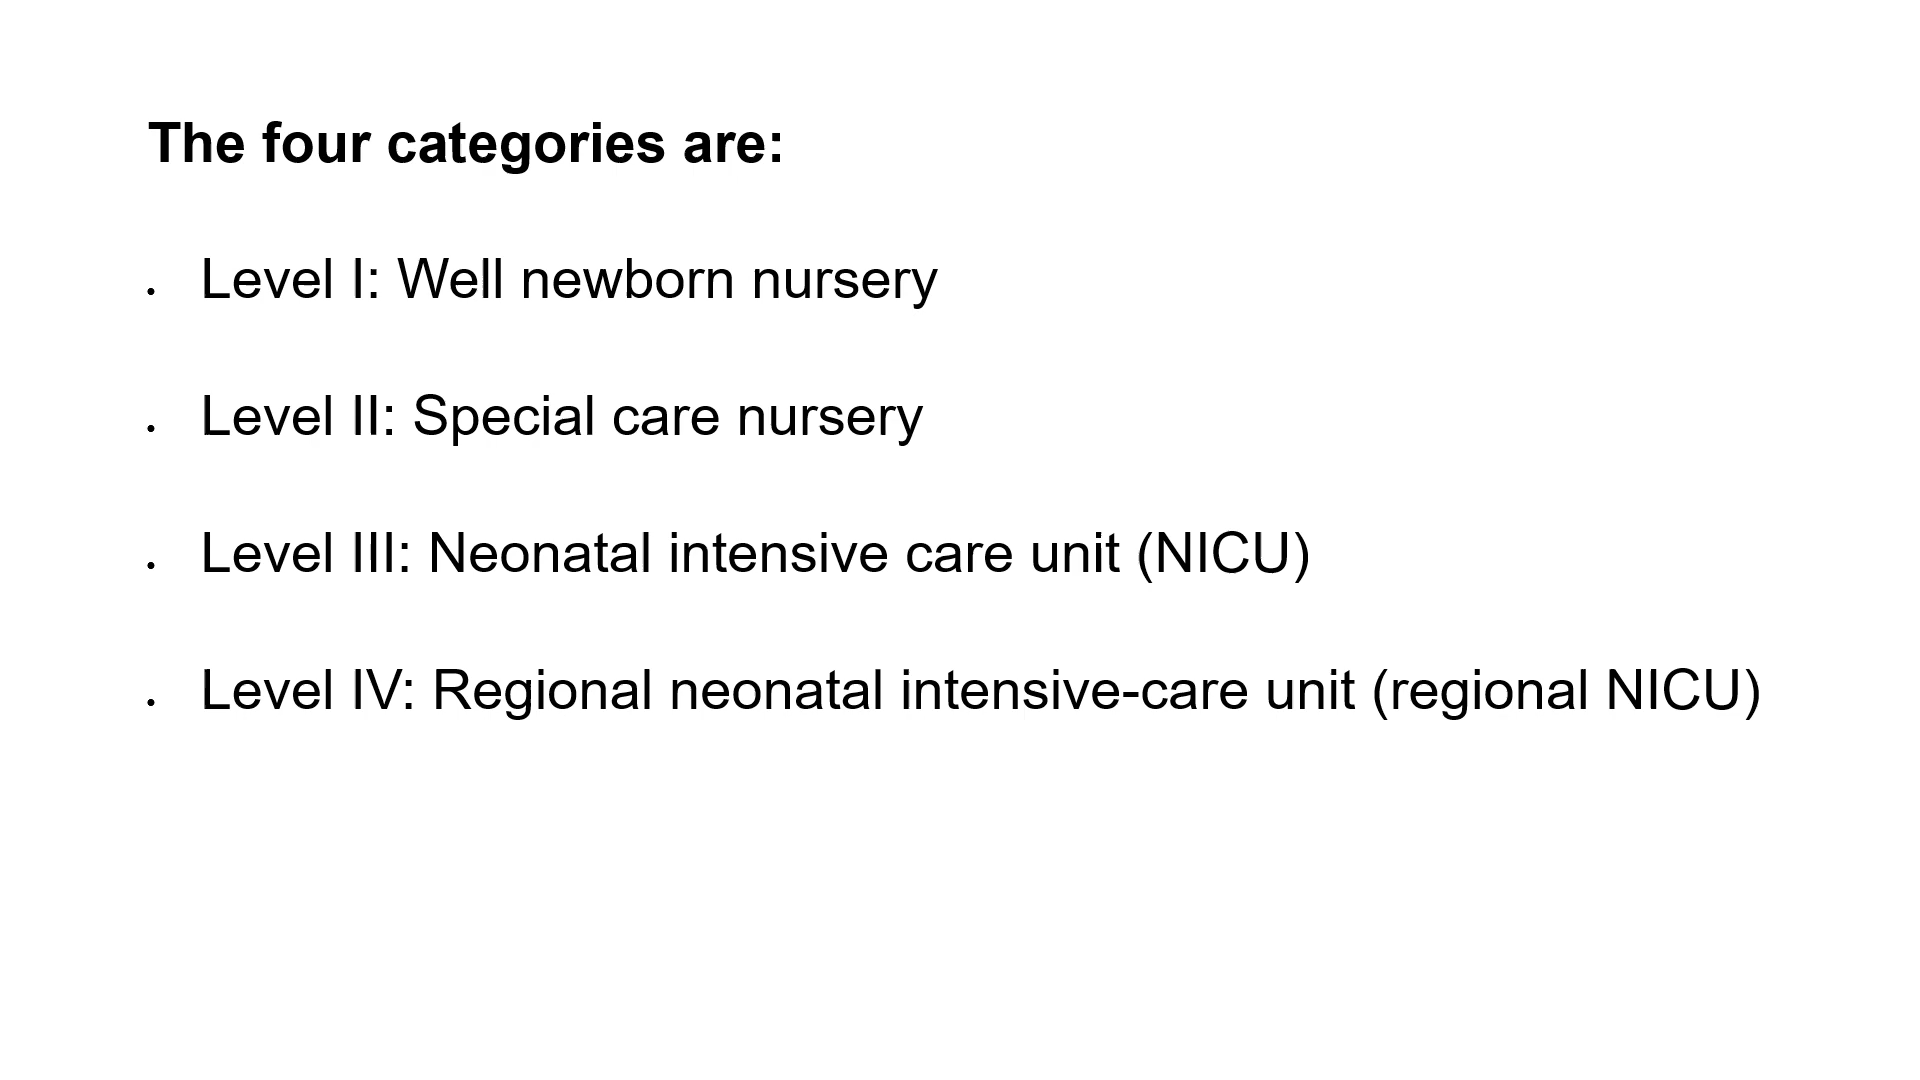 The four categories are:
• Level I: Well newborn nursery
• Level II: Special care nursery
• Level III: Neonatal intensive care unit (NICU)
• Level IV: Regional neonatal intensive-care unit (regional NICU)